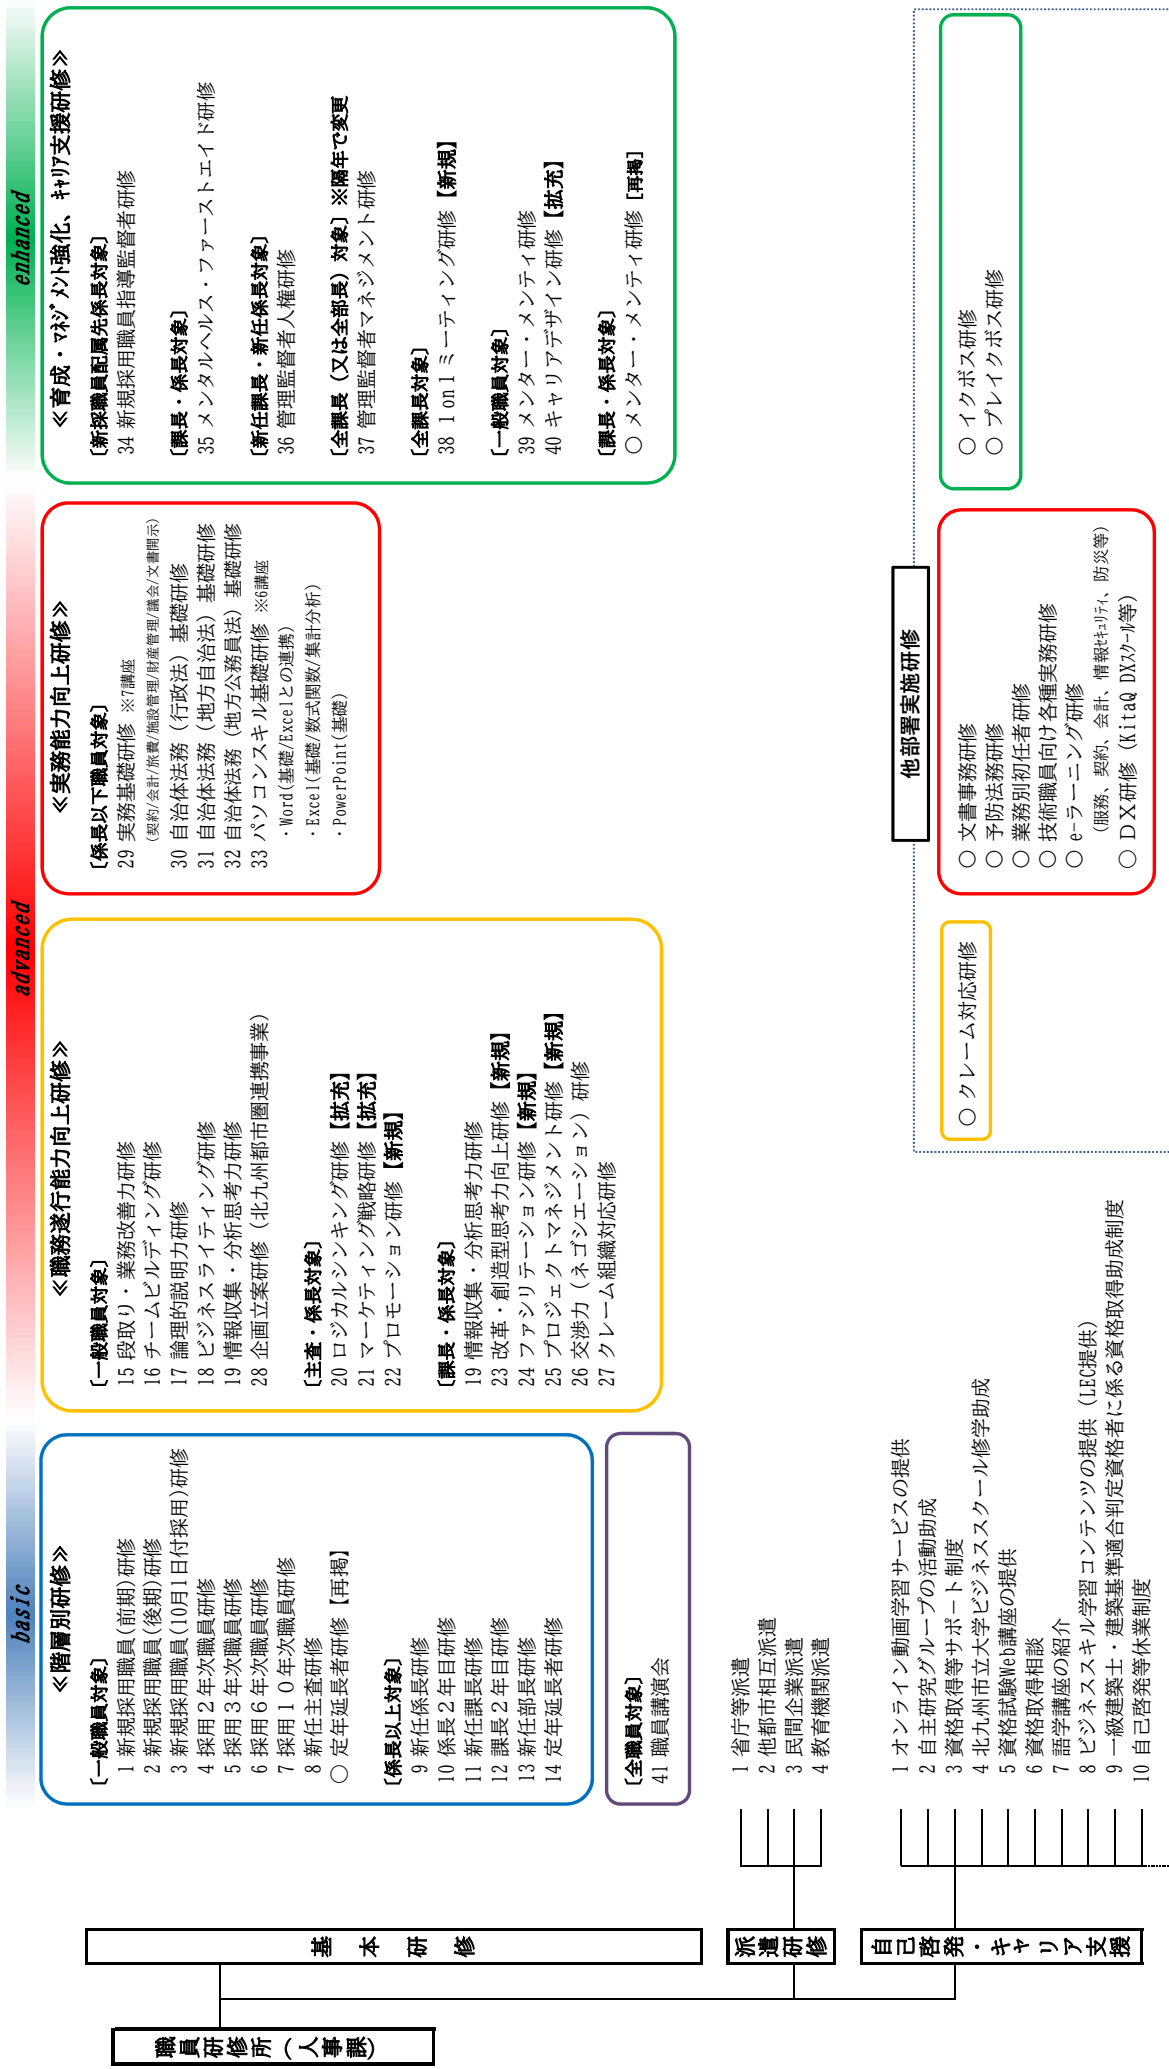 職員研修所(人事課)
基本研修
派遣研修
自己啓発・キャリア支援
basic
advanced
enhanced
≪階層別研修≫
〔一般職員対象〕
1 新規採用職員(前期)研修
2 新規採用職員(後期)研修
3 新規採用職員(10月1日付採用)研修
4 採用2年次職員研修
5 採用3年次職員研修
6 採用6年次職員研修
7 採用10年次職員研修
8 新任主査研修
〇 定年延長者研修【再掲】
〔係長以上対象〕
9 新任係長研修
10 係長2年目研修
11 新任課長研修
12 課長2年目研修
13 新任部長研修
14 定年延長者研修
〔全職員対象〕
41 職員講演会
≪職務遂行能力向上研修≫
〔一般職員対象〕
15 段取り・業務改善力研修
16 チームビルディング研修
17 論理的説明力研修
18 ビジネスライティング研修
19 情報収集・分析思考力研修
28 企画立案研修(北九州都市圏連携事業)
〔主査・係長対象〕
20 ロジカルシンキング研修【拡充】
21 マーケティング戦略研修【拡充】
22 プロモーション研修【新規】
〔課長・係長対象〕
19 情報収集・分析思考力研修
23 改革・創造型思考力向上研修【新規】
24 ファシリテーション研修【新規】
25 プロジェクトマネジメント研修【新規】
26 交渉力(ネゴシエーション)研修
27 クレーム組織対応研修
≪実務能力向上研修≫
〔係長以下職員対象〕
29 実務基礎研修 ※7講座
(契約/会計/旅費/施設管理/財産管理/議会/文書開示)
30 自治体法務(行政法)基礎研修
31 自治体法務(地方自治法)基礎研修
32 自治体法務(地方公務員法)基礎研修
33 パソコンスキル基礎研修 ※6講座
・Word(基礎/Excelとの連携)
・Excel(基礎/数式関数/集計分析)
・PowerPoint(基礎)
≪育成・マネジメント強化、キャリア支援研修≫
〔新採職員配属先係長対象〕
34 新規採用職員指導監督者研修
〔課長・係長対象〕
35 メンタルヘルス・ファーストエイド研修
〔新任課長・新任係長対象〕
36 管理監督者人権研修
〔全課長(又は全部長)対象〕※隔年で変更
37 管理監督者マネジメント研修
〔全課長対象〕
38 1on1ミーティング研修【新規】
〔一般職員対象〕
39 メンター・メンティ研修
40 キャリアデザイン研修【拡充】
〔課長・係長対象〕
〇 メンター・メンティ研修[再掲]
1 省庁等派遣
2 他都市相互派遣
3 民間企業派遣
4 教育機関派遣
1 オンライン動画学習サービスの提供
2 自主研究グループの活動助成
3 資格取得等サポート制度
4 北九州市立大学ビジネススクール修学助成
5 資格試験Web講座の提供
6 資格取得相談
7 語学講座の紹介
8 ビジネススキル学習コンテンツの提供(LEC提供)
9 一級建築士・建築基準適合判定資格者に係る資格取得助成制度
10 自己啓発等休業制度
他部署実施研修
〇 クレーム対応研修
〇 文書事務研修
〇 予防法務研修
〇 業務別初任者研修
〇 技術職員向け各種実務研修
〇 e-ラーニング研修
(服務、契約、会計、情報セキュリティ、防災等)
〇 DX研修(KitaQ DXスクール等)
〇 イクボス研修
〇 プレイクボス研修